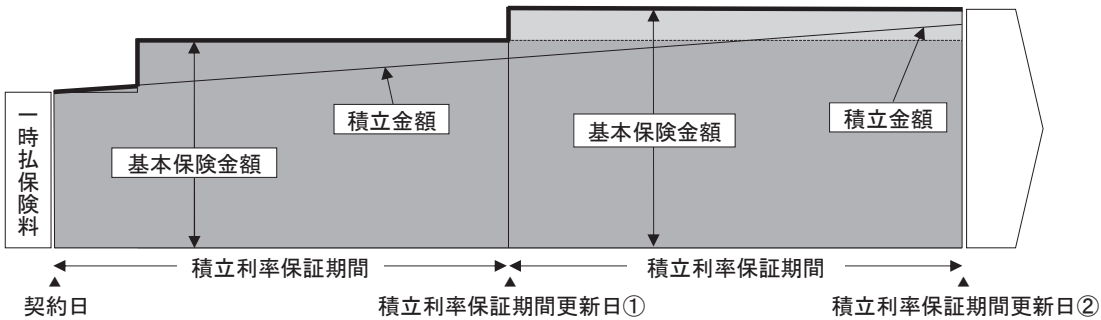 一時払保険料
積立金額
基本保険金額
基本保険金額
積立金額
積立利率保証期間
積立利率保証期間
契約日
積立利率保証期間更新日①
積立利率保証期間更新日②